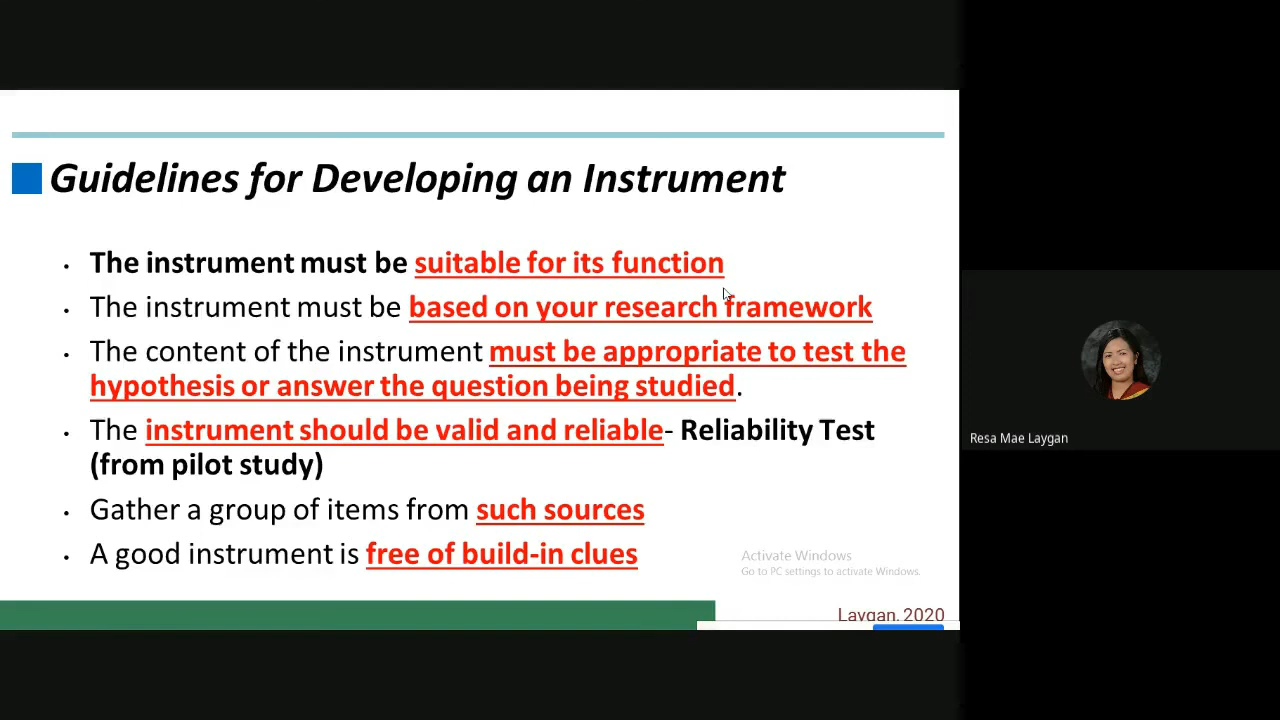 Guidelines for Developing an Instrument
• The instrument must be suitable for its function
• The instrument must be based on your research framework
• The content of the instrument must be appropriate to test the
hypothesis or answer the question being studied.
• The instrument should be valid and reliable- Reliability Test
(from pilot study)
• Gather a group of items from such sources
• A good instrument is free of build-in clues
Activate Windows
Go to PC settings to activate Windows.
Laygan, 2020
Resa Mae Laygan